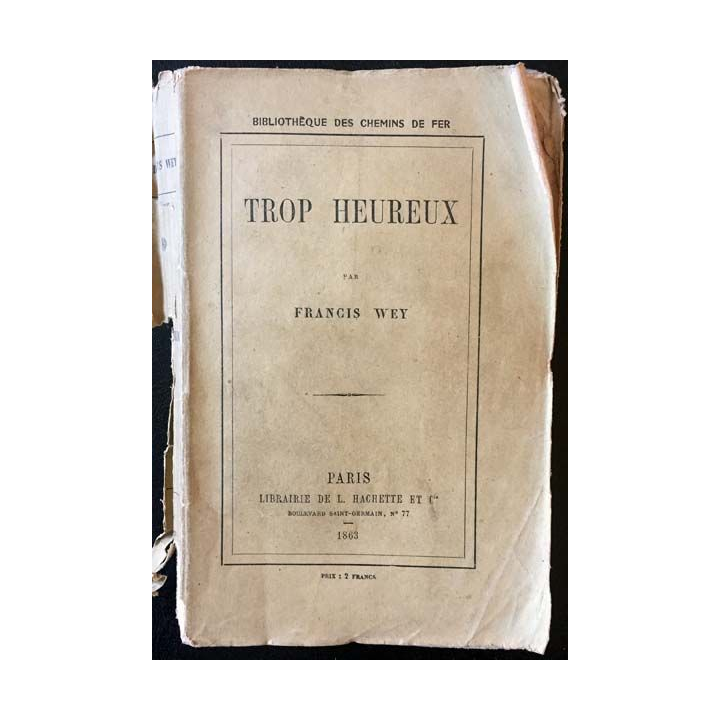 BIBLIOTHÈQUE DES CHEMINS DE FER
TROP HEUREUX
PAR
FRANCIS WEY
PARIS
LIBRAIRIE DE L. HACHETTE ET Cie
BOULEVARD SAINT-GERMAIN, N° 77
1863
PRIX : 2 FRANCS
WEY